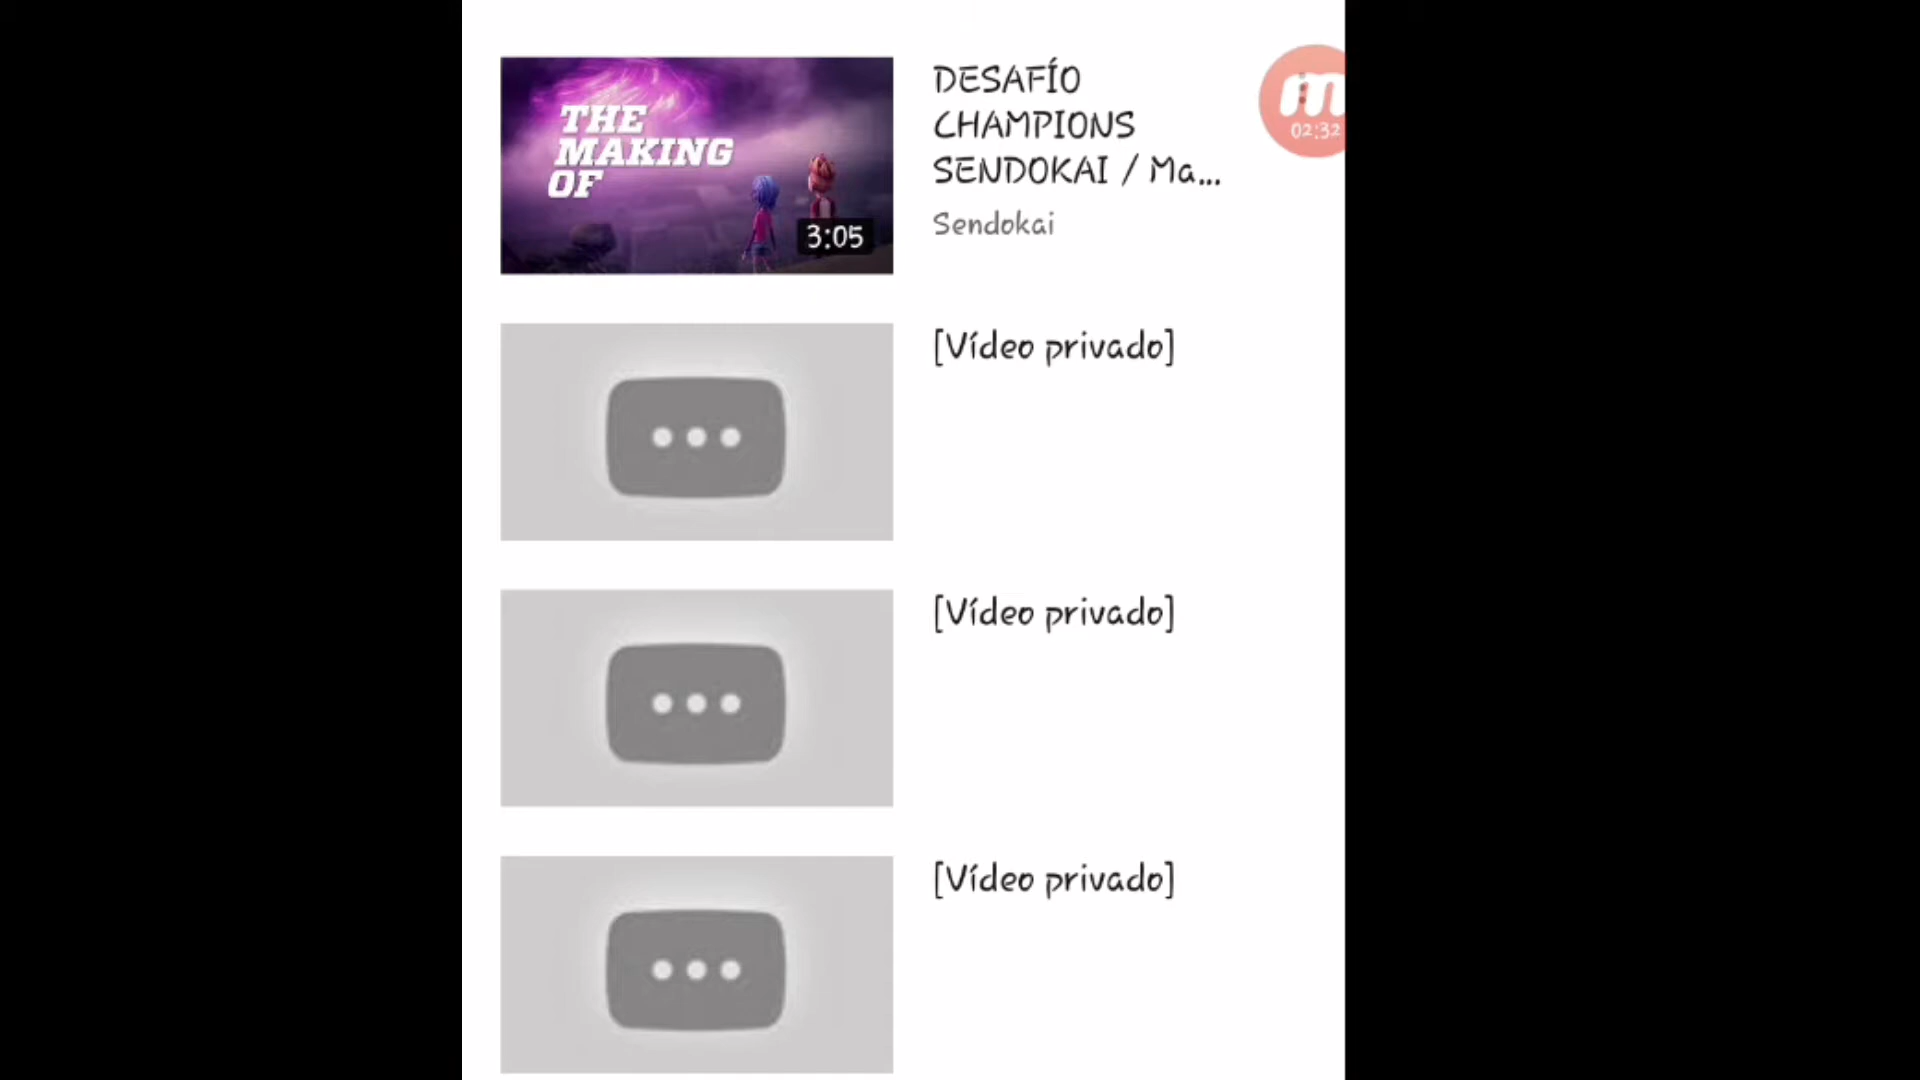 THE
MAKING
OF
3:05
DESAFÍO
CHAMPIONS
SENDOKAI / Ma...
Sendokai
m
02:32
[Vídeo privado]
[Vídeo privado]
[Vídeo privado]